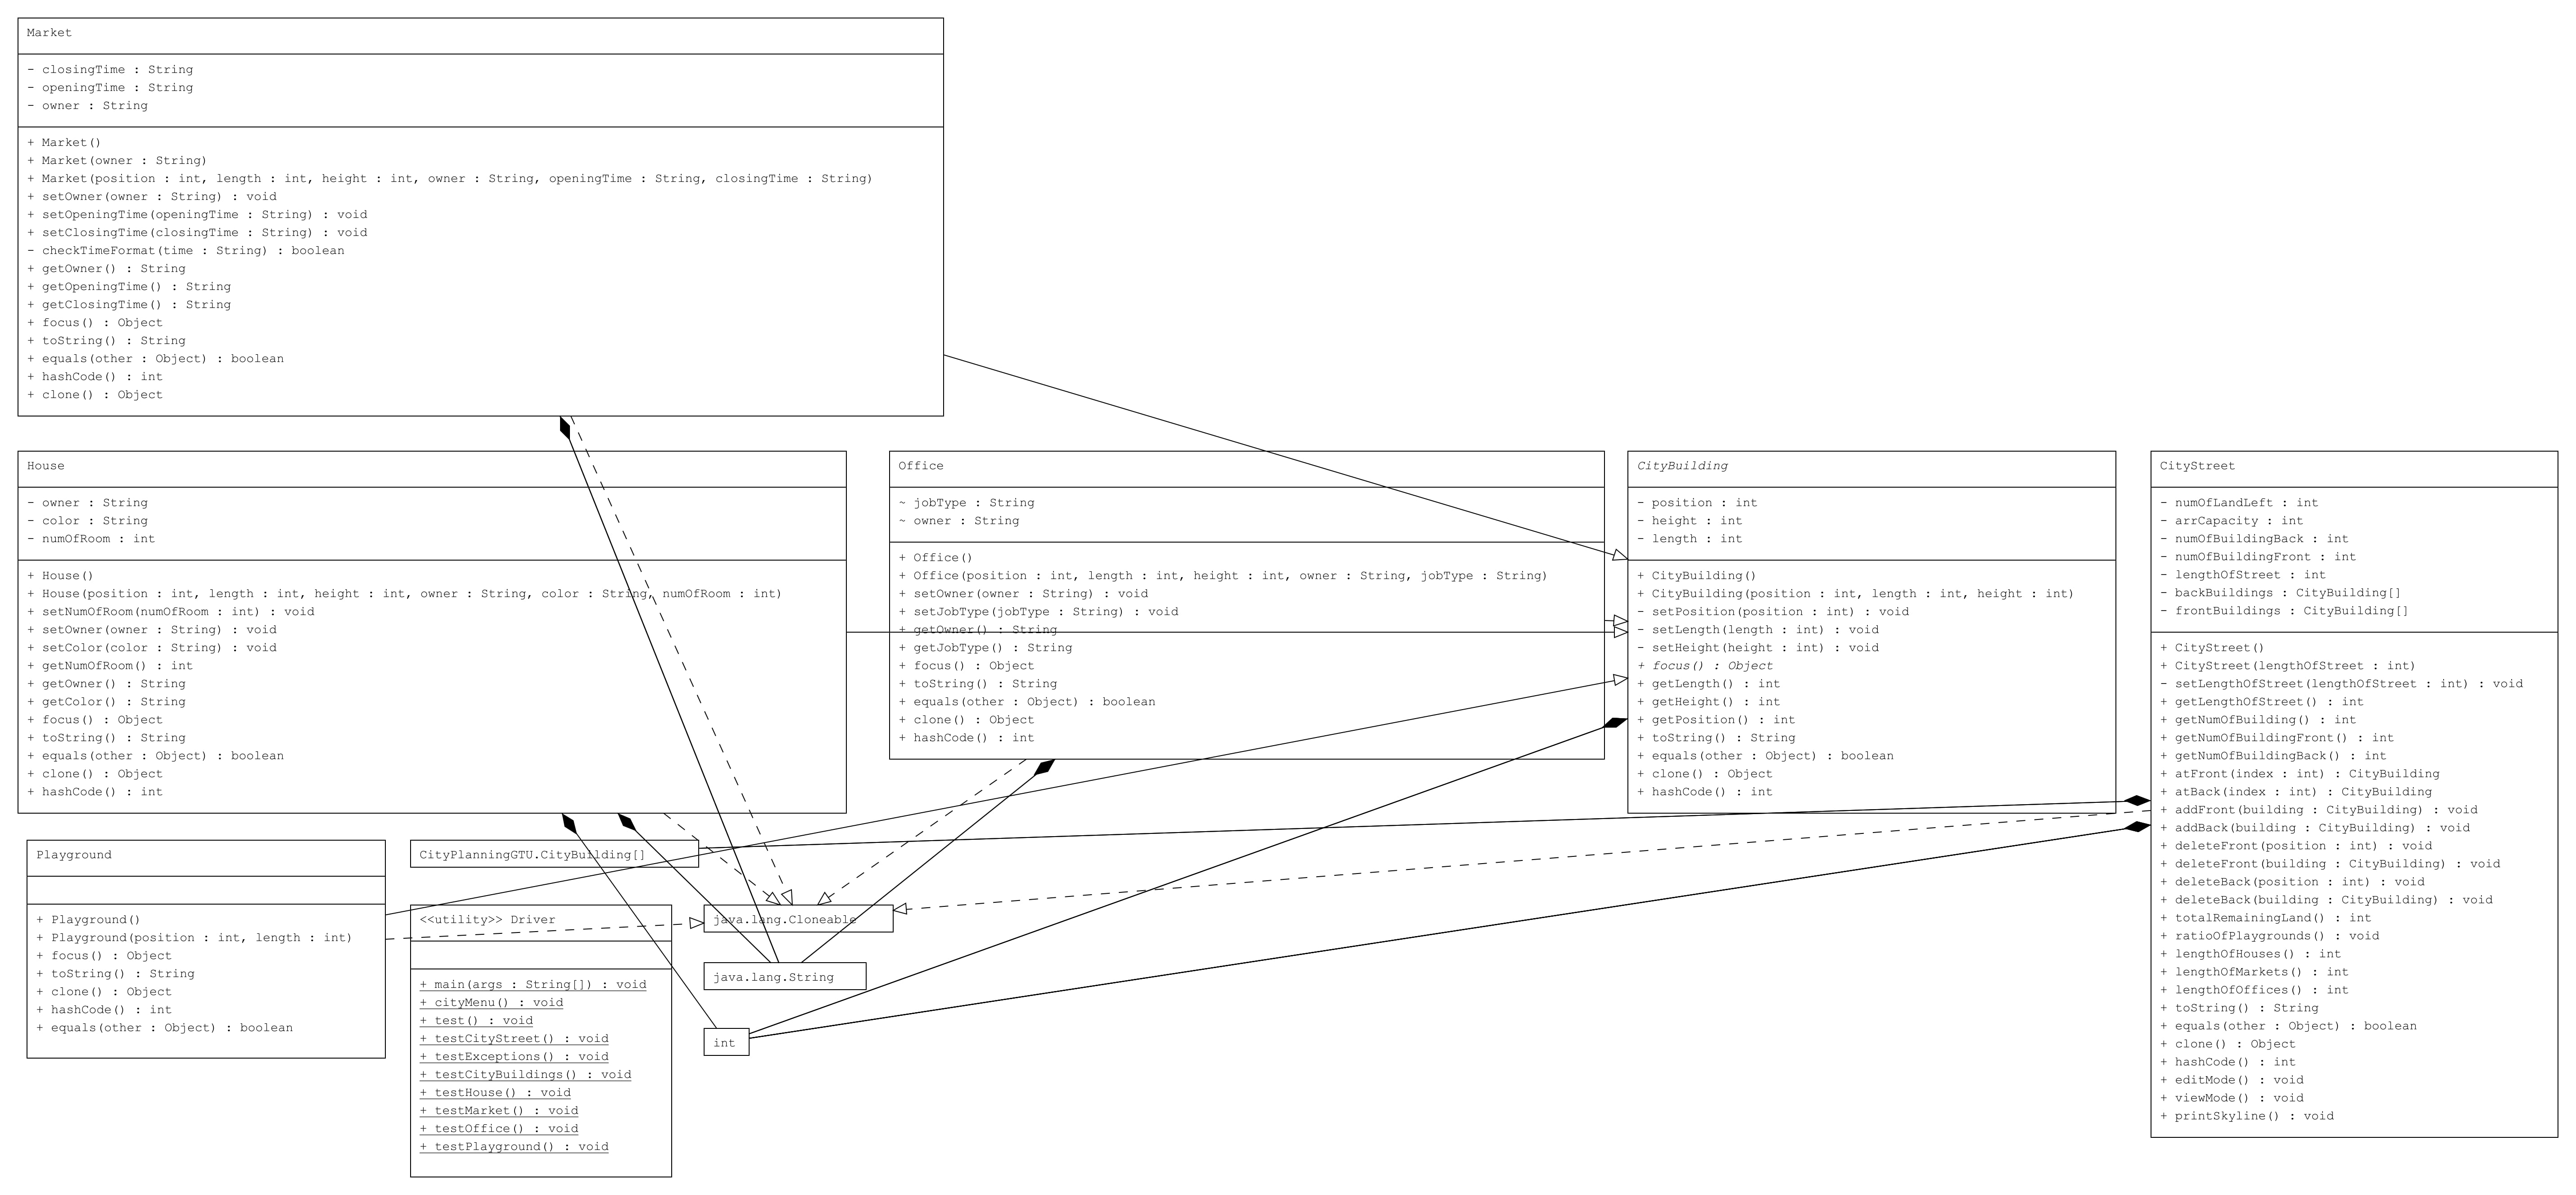 Market
- closingTime : String
- openingTime : String
- owner : String
+ Market()
+ Market(owner : String)
+ Market(position : int, length : int, height : int, owner : String, openingTime : String, closingTime : String)
+ setOwner(owner : String) : void
+ setOpeningTime(openingTime : String) : void
+ setClosingTime(closingTime : String) : void
- checkTimeFormat(time : String) : boolean
+ getOwner() : String
+ getOpeningTime() : String
+ getClosingTime() : String
+ focus() : Object
+ toString() : String
+ equals(other : Object) : boolean
+ hashCode() : int
+ clone() : Object
House
- owner : String
- color : String
- numOfRoom : int
+ House()
+ House(position : int, length : int, height : int, owner : String, color : String, numOfRoom : int)
+ setNumOfRoom(numOfRoom : int) : void
+ setOwner(owner : String) : void
+ setColor(color : String) : void
+ getNumOfRoom() : int
+ getOwner() : String
+ getColor() : String
+ focus() : Object
+ toString() : String
+ equals(other : Object) : boolean
+ clone() : Object
+ hashCode() : int
Office
~ jobType : String
~ owner : String
+ Office()
+ Office(position : int, length : int, height : int, owner : String, jobType : String)
+ setOwner(owner : String) : void
+ setJobType(jobType : String) : void
+ getOwner() : String
+ getJobType() : String
+ focus() : Object
+ toString() : String
+ equals(other : Object) : boolean
+ clone() : Object
+ hashCode() : int
CityBuilding
- position : int
- height : int
- length : int
+ CityBuilding()
+ CityBuilding(position : int, length : int, height : int)
- setPosition(position : int) : void
- setLength(length : int) : void
- setHeight(height : int) : void
+ focus() : Object
+ getLength() : int
+ getHeight() : int
+ getPosition() : int
+ toString() : String
+ equals(other : Object) : boolean
+ clone() : Object
+ hashCode() : int
CityStreet
- numOfLandLeft : int
- arrCapacity : int
- numOfBuildingBack : int
- numOfBuildingFront : int
- lengthOfStreet : int
- backBuildings : CityBuilding[]
- frontBuildings : CityBuilding[]
+ CityStreet()
+ CityStreet(lengthOfStreet : int)
- setLengthOfStreet(lengthOfStreet : int) : void
+ getLengthOfStreet() : int
+ getNumOfBuilding() : int
+ getNumOfBuildingFront() : int
+ getNumOfBuildingBack() : int
+ atFront(index : int) : CityBuilding
+ atBack(index : int) : CityBuilding
+ addFront(building : CityBuilding) : void
+ addBack(building : CityBuilding) : void
+ deleteFront(position : int) : void
+ deleteFront(building : CityBuilding) : void
+ deleteBack(position : int) : void
+ deleteBack(building : CityBuilding) : void
+ totalRemainingLand() : int
+ ratioOfPlaygrounds() : void
+ lengthOfHouses() : int
+ lengthOfMarkets() : int
+ lengthOfOffices() : int
+ toString() : String
+ equals(other : Object) : boolean
+ clone() : Object
+ hashCode() : int
+ editMode() : void
+ viewMode() : void
+ printSkyline() : void
Playground
+ Playground()
+ Playground(position : int, length : int)
+ focus() : Object
+ toString() : String
+ clone() : Object
+ hashCode() : int
+ equals(other : Object) : boolean
CityPlanningGTU.CityBuilding[]
<<utility>> Driver
+ main(args : String[]) : void
+ cityMenu() : void
+ test() : void
+ testCityStreet() : void
+ testExceptions() : void
+ testCityBuildings() : void
+ testHouse() : void
+ testMarket() : void
+ testOffice() : void
+ testPlayground() : void
java.lang.Cloneable
java.lang.String
int